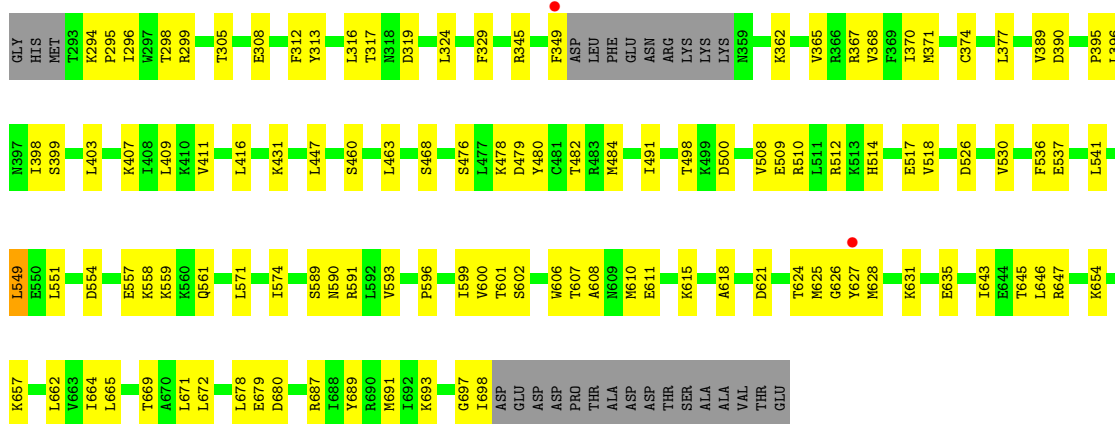 GLY HIS MET T293 K294 P295 I296 W297 T298 R299 T305 E308 F312 Y313 L316 T317 N318 D319 L324 F329 R345 F349 ASP LEU PHE GLU ASN ARG LYS LYS LYS N359 K362 V365 R366 R367 V368 F369 I370 M371 C374 L377 V389 D390 P395 L396
N397 I398 S399 L403 K407 I408 L409 K410 V411 L416 K431 L447 S460 L463 S468 S476 L477 K478 D479 Y480 C481 T482 R483 M484 I491 T498 K499 D500 V508 E509 R510 L511 R512 K513 H514 E517 V518 D526 V530 F536 E537 L541
L549 E550 L551 D554 E557 K558 K559 K560 Q561 L571 I574 S589 N590 R591 L592 V593 P596 I599 V600 T601 S602 W606 T607 A608 N609 M610 E611 K615 A618 D621 T624 M625 G626 Y627 M628 K631 E635 I643 E644 T645 L646 R647 K654
K657 L662 V663 I664 L665 T669 A670 L671 L672 L678 E679 D680 R687 I688 Y689 R690 M691 I692 K693 G697 I698 ASP GLU ASP ASP PRO THR ALA ASP ASP THR SER ALA ALA VAL THR GLU